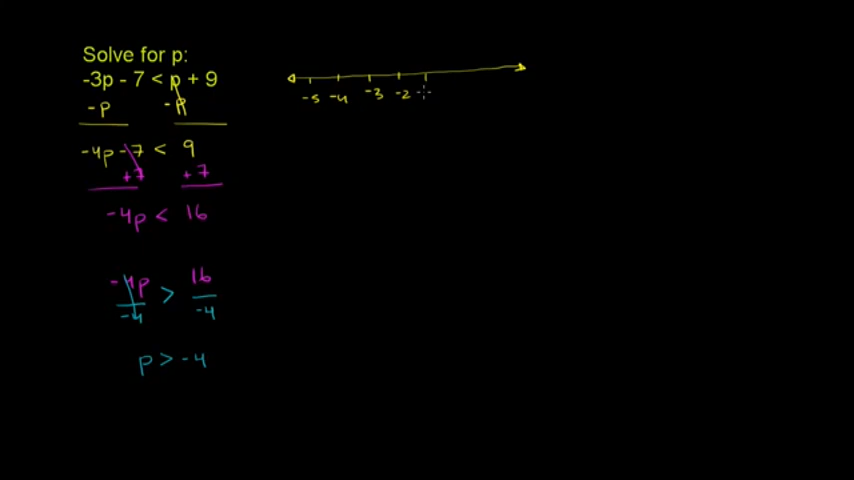 Solve for p:
-3p - 7 < p + 9
-p -p
-4p - 7 < 9
+7 +7
-4p < 16
-4p > 16
-4 -4
p > -4
-5 -4 -3 -2 -